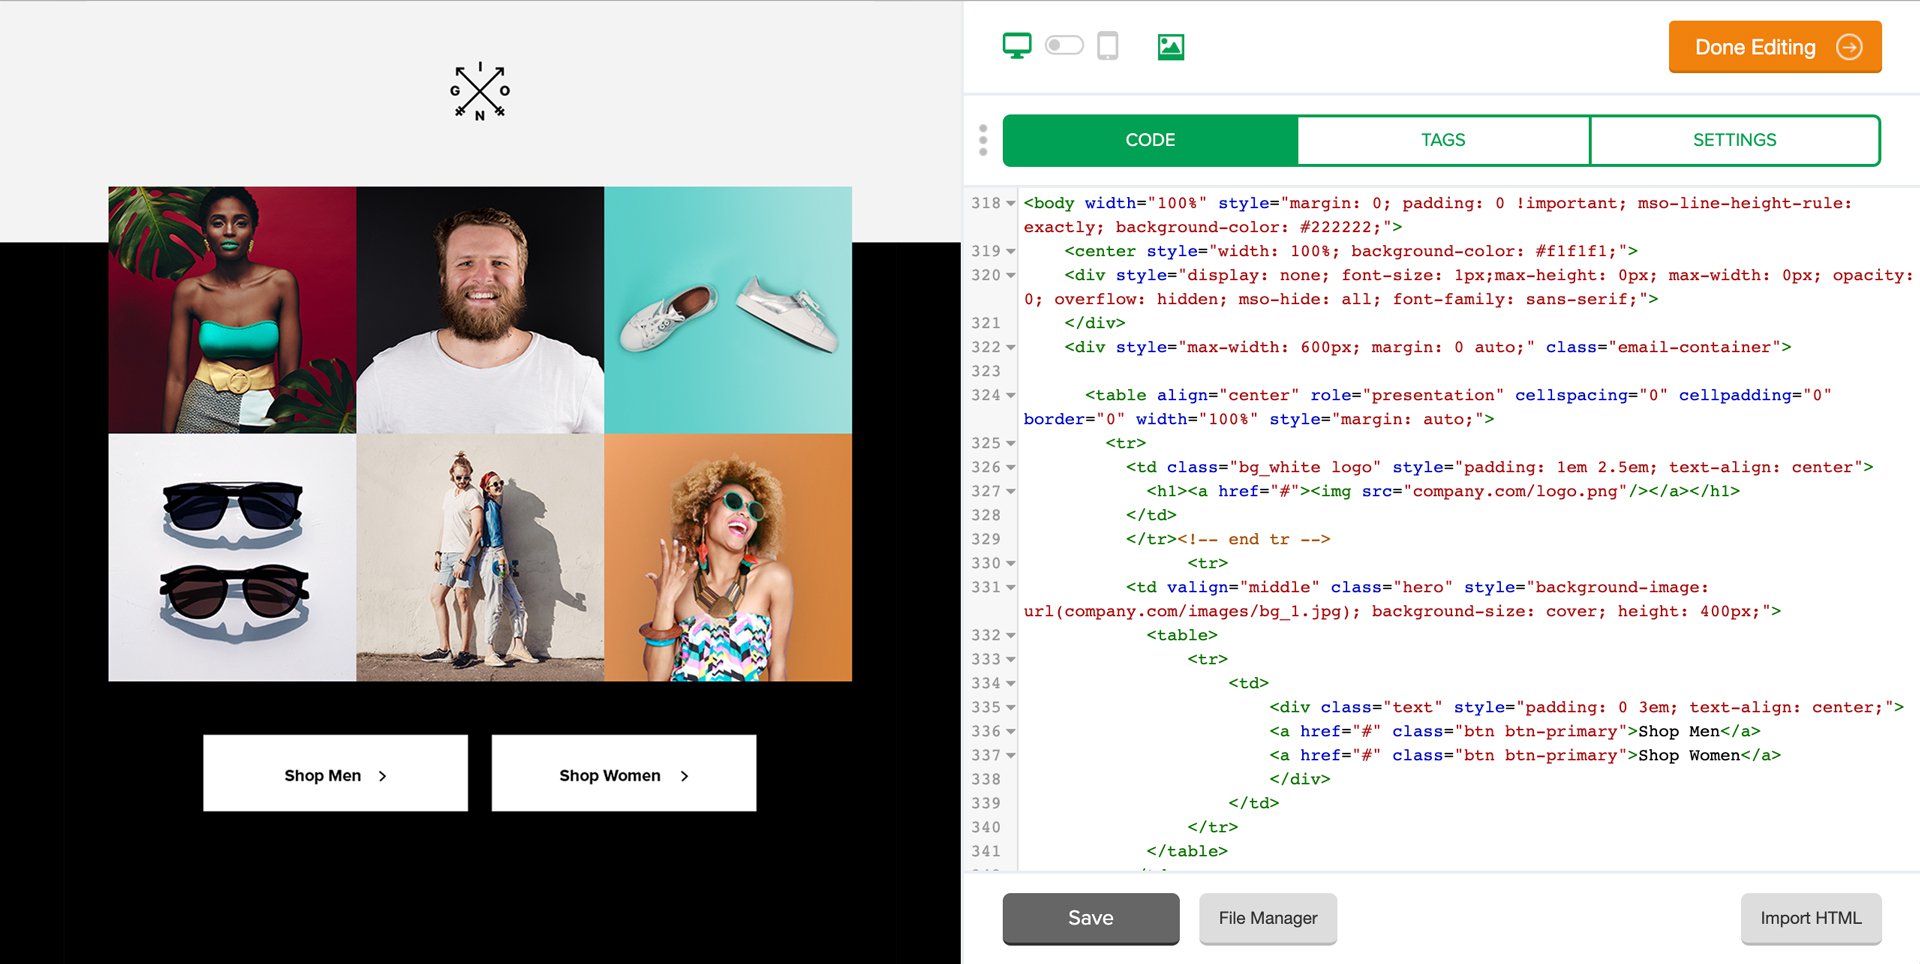 I
G O
N
Shop Men
Shop Women
Done Editing
CODE
TAGS
SETTINGS
318 <body width="100%" style="margin: 0; padding: 0 !important; mso-line-height-rule:
exactly; background-color: #222222;">
319 <center style="width: 100%; background-color: #f1f1f1;">
320 <div style="display: none; font-size: 1px;max-height: 0px; max-width: 0px; opacity:
0; overflow: hidden; mso-hide: all; font-family: sans-serif;">
321 </div>
322 <div style="max-width: 600px; margin: 0 auto;" class="email-container">
323
324 <table align="center" role="presentation" cellspacing="0" cellpadding="0"
border="0" width="100%" style="margin: auto;">
325 <tr>
326 <td class="bg_white logo" style="padding: 1em 2.5em; text-align: center">
327 <h1><a href="#"><img src="company.com/logo.png"/></a></h1>
328 </td>
329 </tr><!-- end tr -->
330 <tr>
331 <td valign="middle" class="hero" style="background-image:
url(company.com/images/bg_1.jpg); background-size: cover; height: 400px;">
332 <table>
333 <tr>
334 <td>
335 <div class="text" style="padding: 0 3em; text-align: center;">
336 <a href="#" class="btn btn-primary">Shop Men</a>
337 <a href="#" class="btn btn-primary">Shop Women</a>
338 </div>
339 </td>
340 </tr>
341 </table>
Save
File Manager
Import HTML